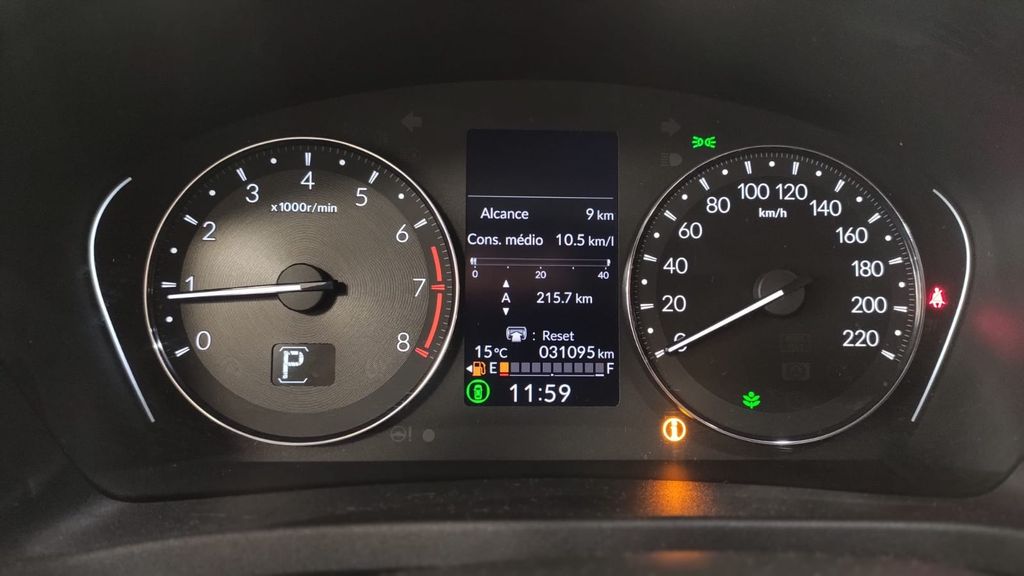 0
1
2
3
4
5
6
7
8
x1000r/min
P
Alcance 9 km
Cons. médio 10.5 km/l
0 20 40
A 215.7 km
: Reset
15°C 031095 km
E F
11:59
0
20
40
60
80
100
120
140
160
180
200
220
km/h